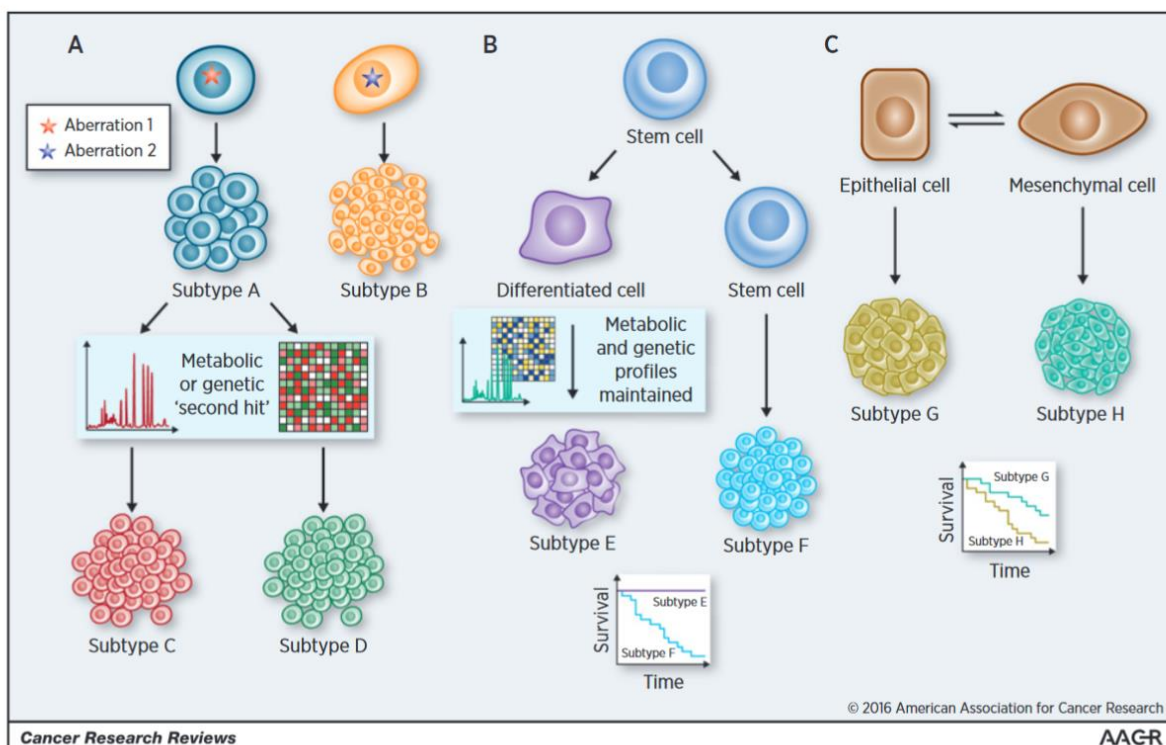 A
Aberration 1
Aberration 2
Subtype A
Subtype B
Metabolic
or genetic
‘second hit’
Subtype C
Subtype D
B
Stem cell
Differentiated cell
Stem cell
Metabolic
and genetic
profiles
maintained
Subtype E
Subtype F
Survival
Subtype E
Subtype F
Time
C
Epithelial cell
Mesenchymal cell
Subtype G
Subtype H
Survival
Subtype G
Subtype H
Time
© 2016 American Association for Cancer Research
Cancer Research Reviews
AACR